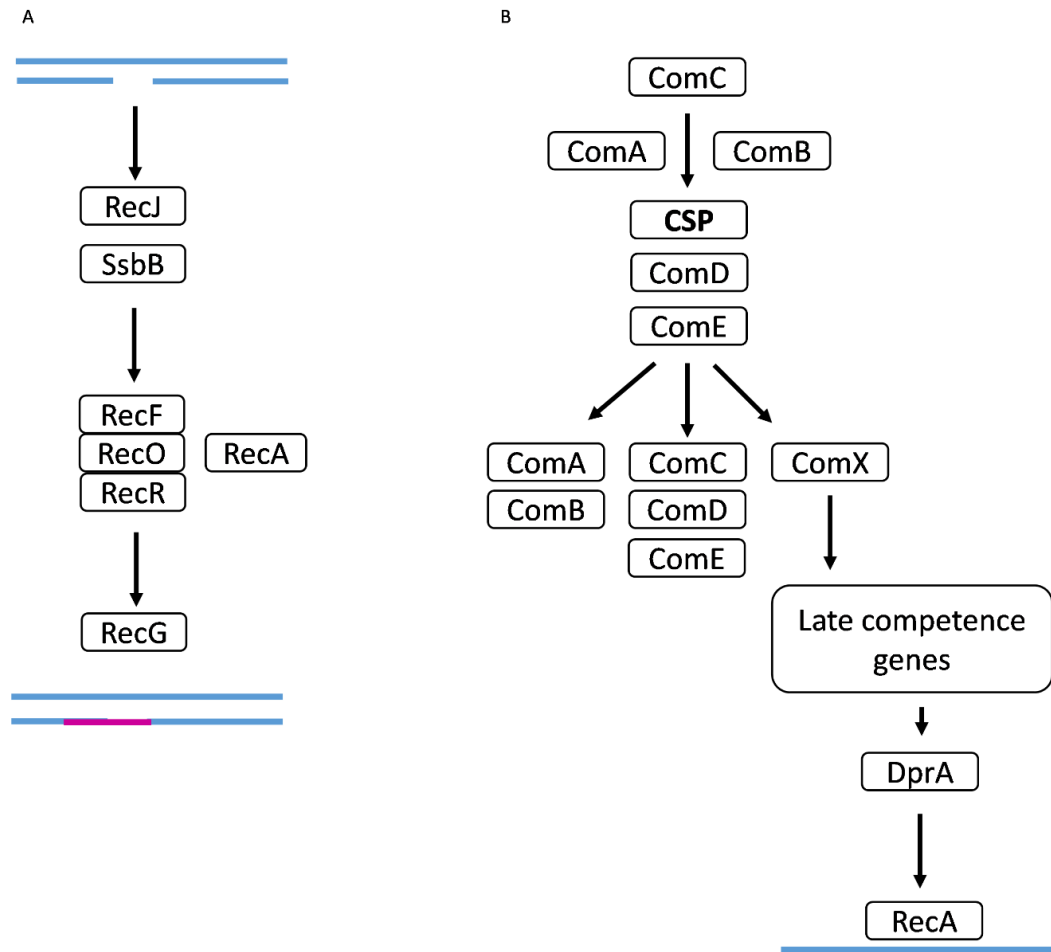 A
RecJ
SsbB
RecF
RecO
RecA
RecR
RecG
B
ComC
ComA
ComB
CSP
ComD
ComE
ComA
ComC
ComX
ComB
ComD
ComE
Late competence
genes
DprA
RecA